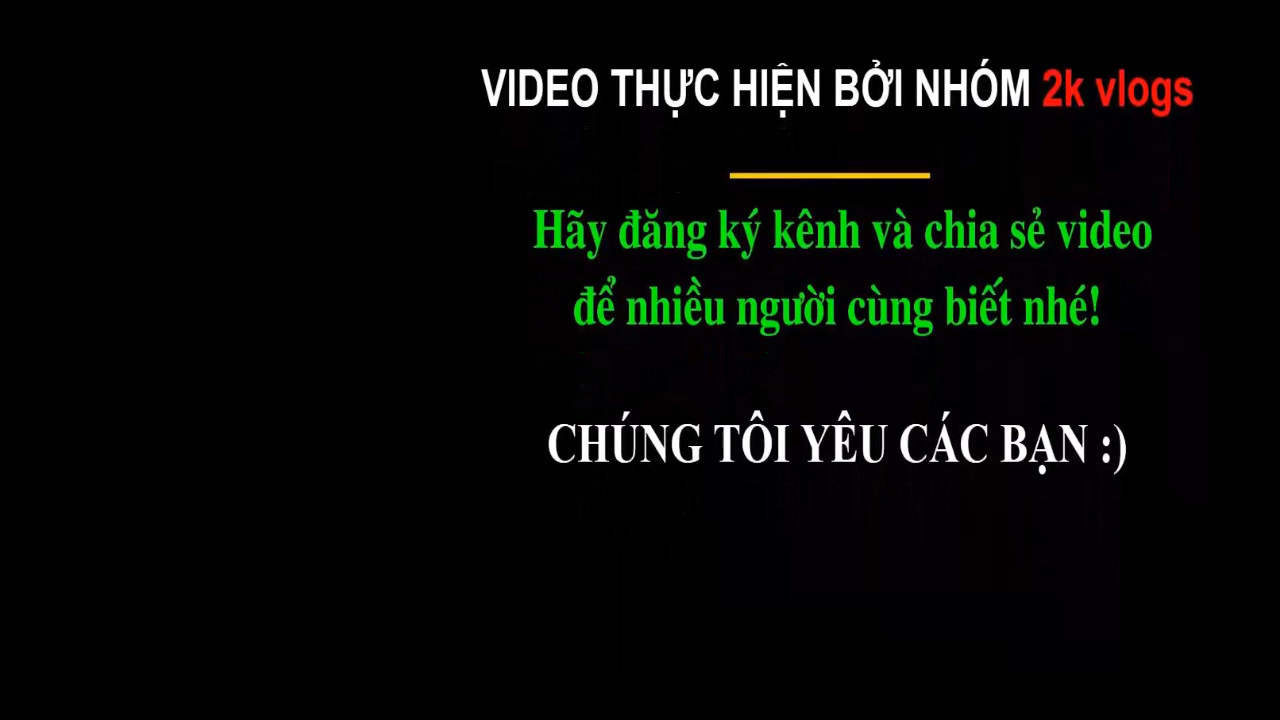 VIDEO THỰC HIỆN BỞI NHÓM 2k vlogs
Hãy đăng ký kênh và chia sẻ video
để nhiều người cùng biết nhé!
CHÚNG TÔI YÊU CÁC BẠN :)